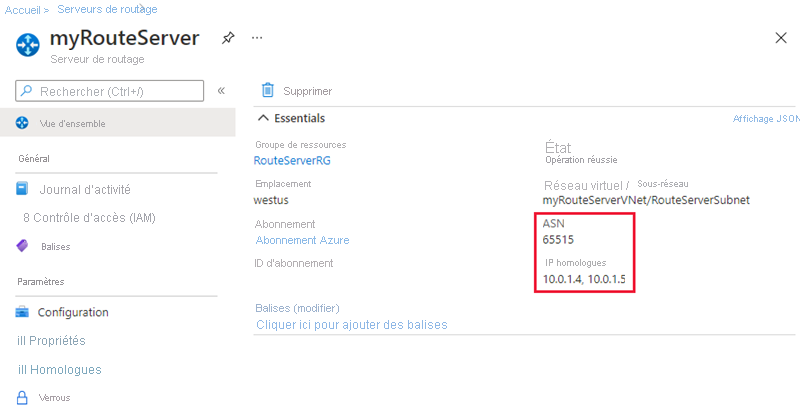 Accueil > Serveurs de routage >
myRouteServer ...
Serveur de routage
Rechercher (Ctrl+/) «
Vue d'ensemble
Général
Journal d'activité
8 Contrôle d'accès (IAM)
Balises
Paramètres
Configuration
ill Propriétés
ill Homologues
Verrous
Supprimer
Essentials
Affichage JSON
Groupe de ressources
RouteServerRG
Emplacement
westus
Abonnement
Abonnement Azure
ID d'abonnement
Balises (modifier)
Cliquer ici pour ajouter des balises
État
Opération réussie
Réseau virtuel / Sous-réseau
myRouteServerVNet/RouteServerSubnet
ASN
65515
IP homologues
10.0.1.4, 10.0.1.5